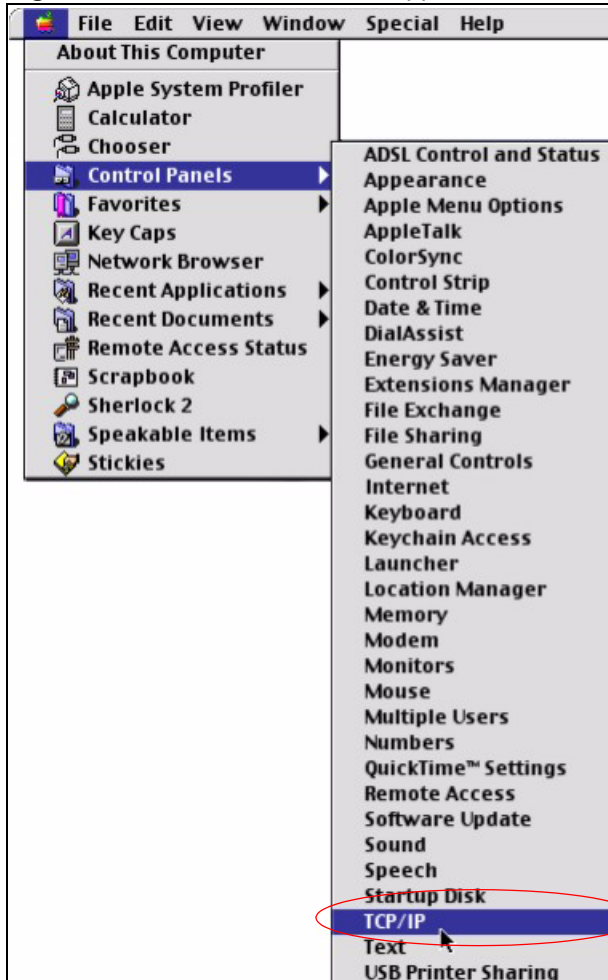 File Edit View Window Special Help
About This Computer
Apple System Profiler
Calculator
Chooser
Control Panels
Favorites
Key Caps
Network Browser
Recent Applications
Recent Documents
Remote Access Status
Scrapbook
Sherlock 2
Speakable Items
Stickies
ADSL Control and Status
Appearance
Apple Menu Options
AppleTalk
ColorSync
Control Strip
Date & Time
DialAssist
Energy Saver
Extensions Manager
File Exchange
File Sharing
General Controls
Internet
Keyboard
Keychain Access
Launcher
Location Manager
Memory
Modem
Monitors
Mouse
Multiple Users
Numbers
QuickTime™ Settings
Remote Access
Software Update
Sound
Speech
Startup Disk
TCP/IP
Text
USB Printer Sharing